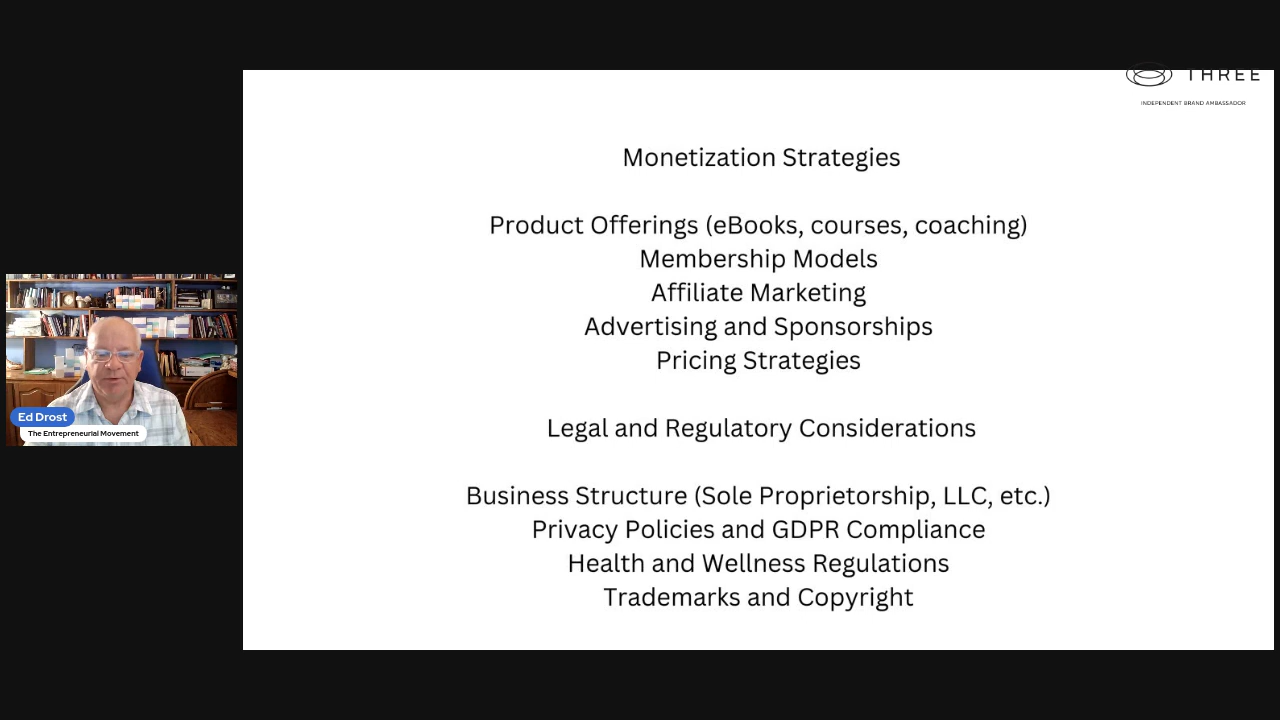 THREE
INDEPENDENT BRAND AMBASSADOR
Monetization Strategies
Product Offerings (eBooks, courses, coaching)
Membership Models
Affiliate Marketing
Advertising and Sponsorships
Pricing Strategies
Legal and Regulatory Considerations
Business Structure (Sole Proprietorship, LLC, etc.)
Privacy Policies and GDPR Compliance
Health and Wellness Regulations
Trademarks and Copyright
Ed Drost
The Entrepreneurial Movement